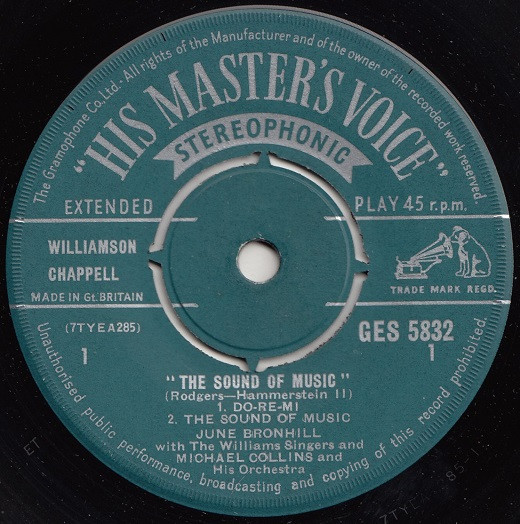 The Gramophone Co. Ltd.- All rights of the Manufacturer and of the owner of the recorded work reserved.
"HIS MASTER'S VOICE"
STEREOPHONIC
EXTENDED PLAY 45 r.p.m.
WILLIAMSON
CHAPPELL
MADE IN Gt. BRITAIN
TRADE MARK REGD.
(7TYEA285)
GES 5832
1
1
"THE SOUND OF MUSIC"
(Rodgers—Hammerstein II)
1. DO-RE-MI
2. THE SOUND OF MUSIC
JUNE BRONHILL
with The Williams Singers and
MICHAEL COLLINS and
His Orchestra
Unauthorised public performance, broadcasting and copying of this record prohibited.
ET